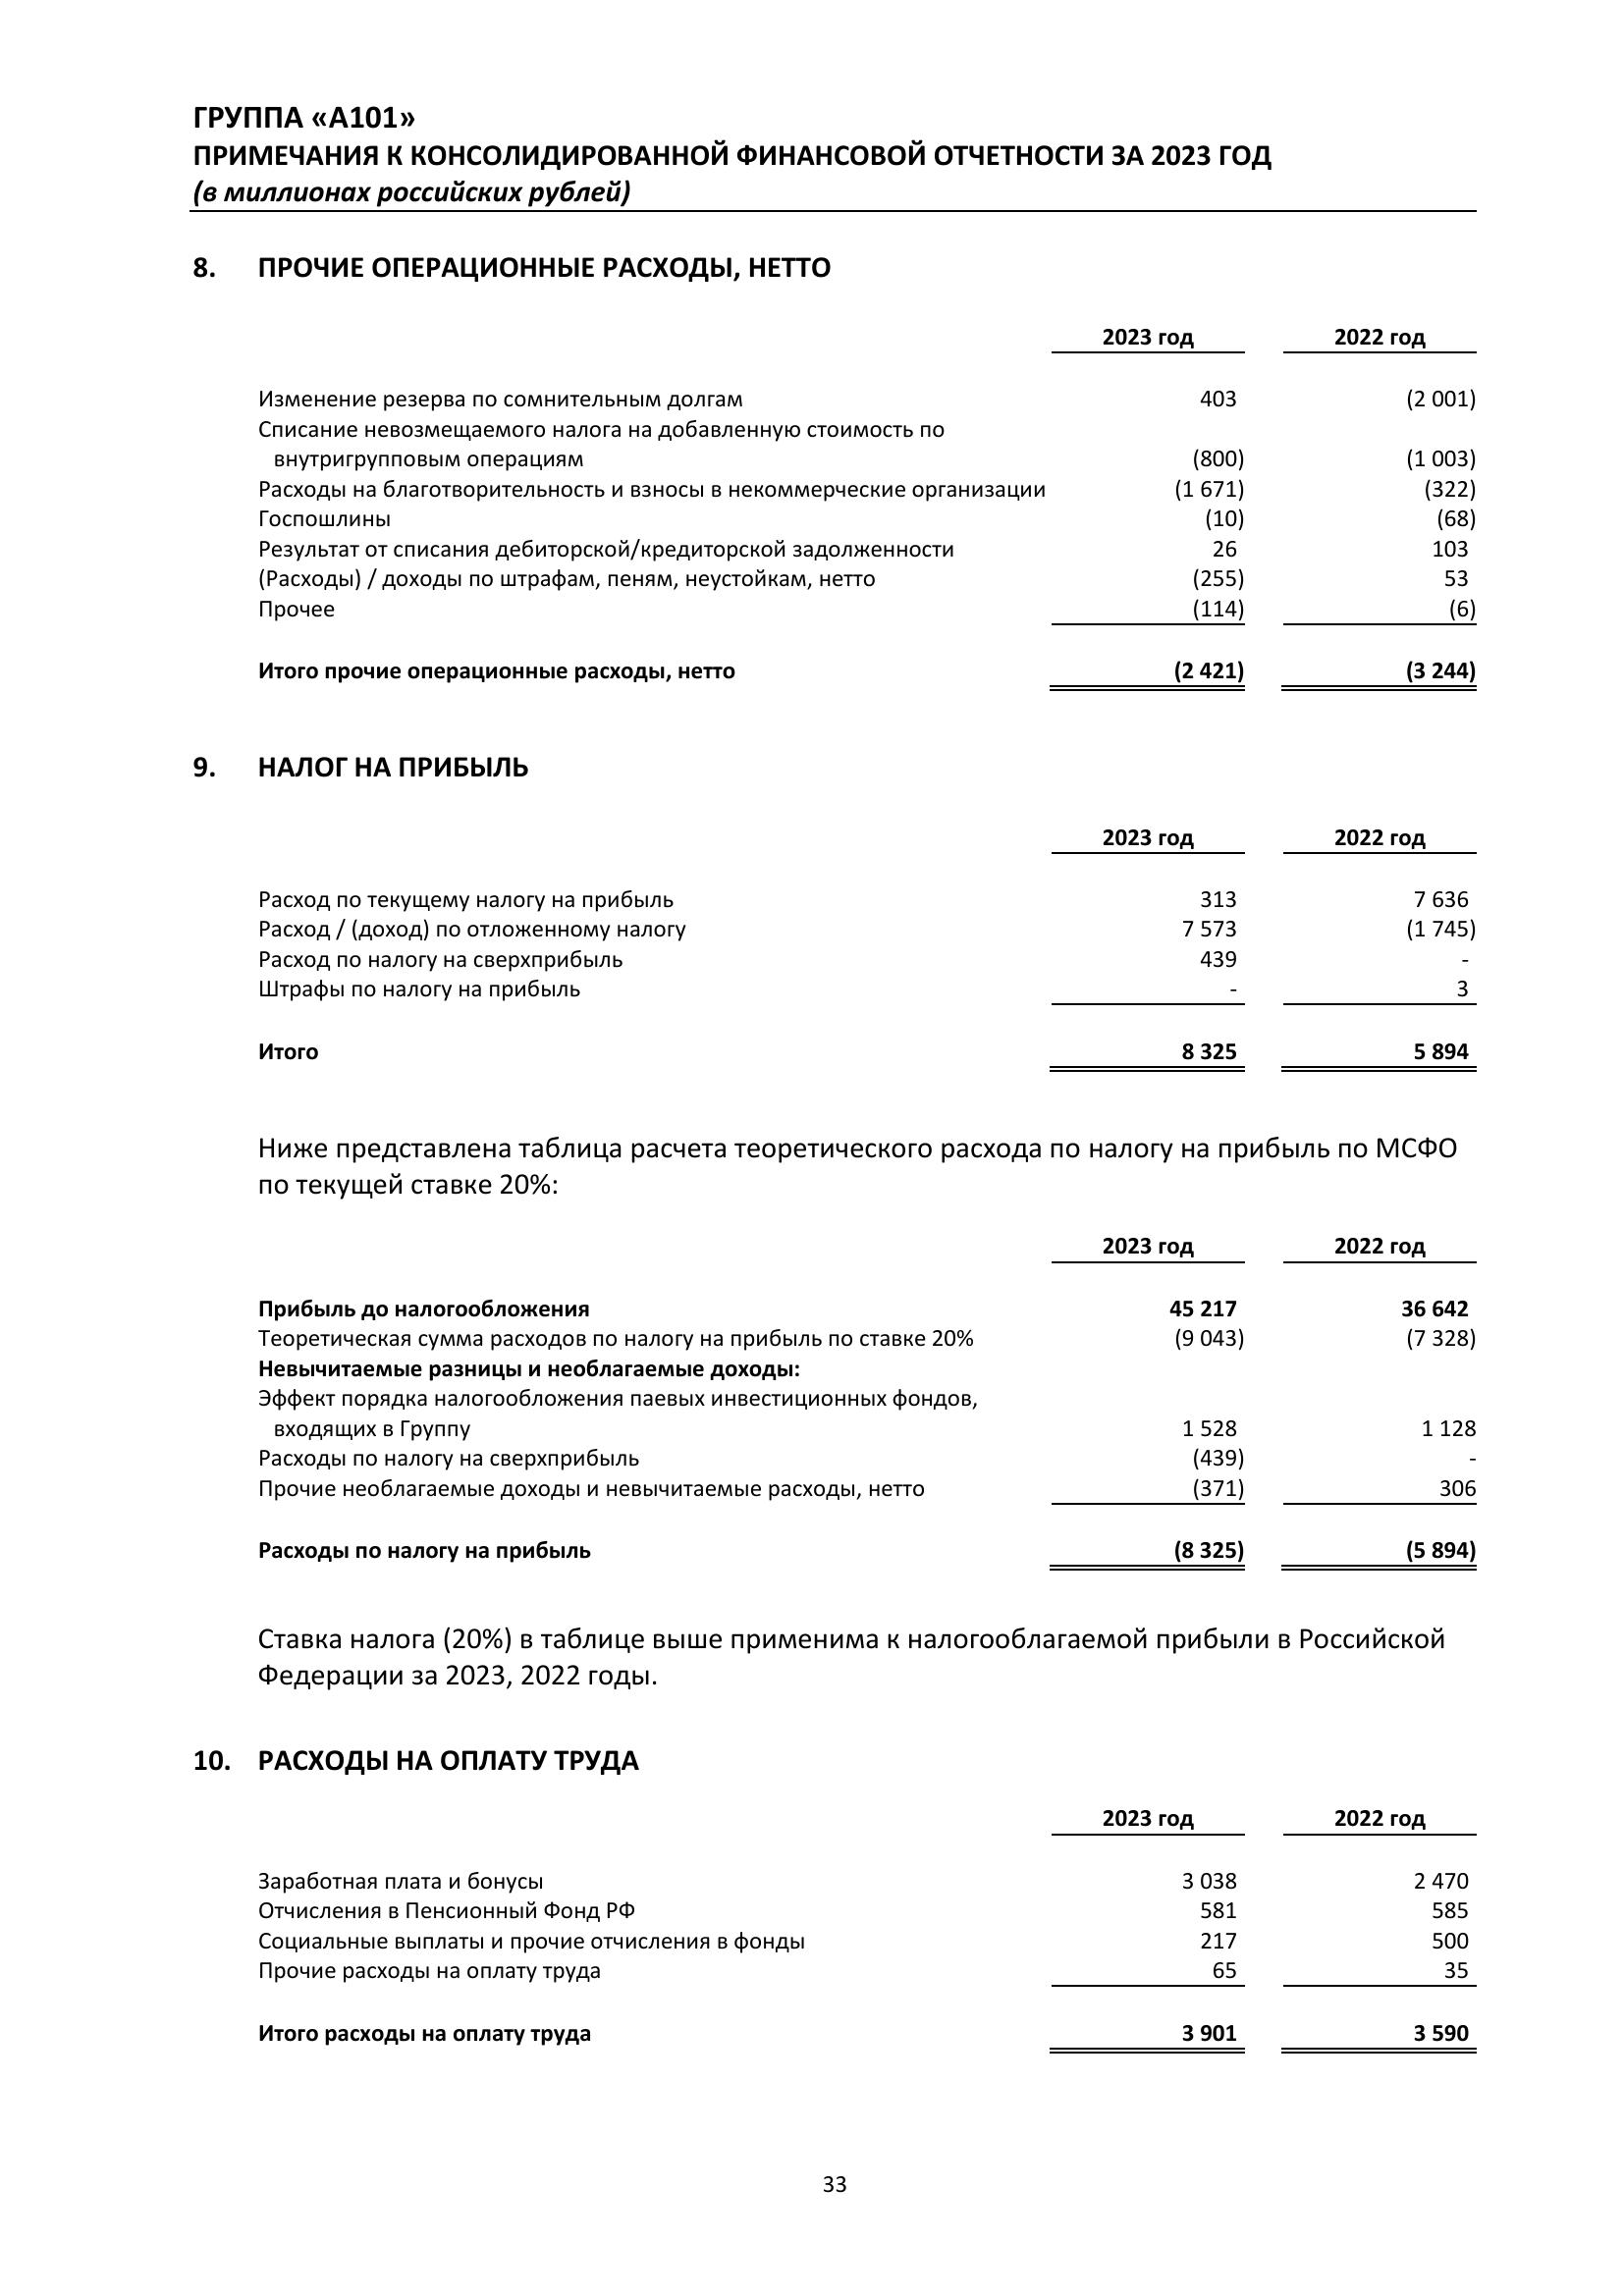 ГРУППА «А101»
ПРИМЕЧАНИЯ К КОНСОЛИДИРОВАННОЙ ФИНАНСОВОЙ ОТЧЕТНОСТИ ЗА 2023 ГОД
(в миллионах российских рублей)
8. ПРОЧИЕ ОПЕРАЦИОННЫЕ РАСХОДЫ, НЕТТО
2023 год 2022 год
Изменение резерва по сомнительным долгам 403 (2 001)
Списание невозмещаемого налога на добавленную стоимость по
внутригрупповым операциям (800) (1 003)
Расходы на благотворительность и взносы в некоммерческие организации (1 671) (322)
Госпошлины (10) (68)
Результат от списания дебиторской/кредиторской задолженности 26 103
(Расходы) / доходы по штрафам, пеням, неустойкам, нетто (255) 53
Прочее (114) (6)
Итого прочие операционные расходы, нетто (2 421) (3 244)
9. НАЛОГ НА ПРИБЫЛЬ
2023 год 2022 год
Расход по текущему налогу на прибыль 313 7 636
Расход / (доход) по отложенному налогу 7 573 (1 745)
Расход по налогу на сверхприбыль 439 -
Штрафы по налогу на прибыль - 3
Итого 8 325 5 894
Ниже представлена таблица расчета теоретического расхода по налогу на прибыль по МСФО
по текущей ставке 20%:
2023 год 2022 год
Прибыль до налогообложения 45 217 36 642
Теоретическая сумма расходов по налогу на прибыль по ставке 20% (9 043) (7 328)
Невычитаемые разницы и необлагаемые доходы:
Эффект порядка налогообложения паевых инвестиционных фондов,
входящих в Группу 1 528 1 128
Расходы по налогу на сверхприбыль (439) -
Прочие необлагаемые доходы и невычитаемые расходы, нетто (371) 306
Расходы по налогу на прибыль (8 325) (5 894)
Ставка налога (20%) в таблице выше применима к налогооблагаемой прибыли в Российской
Федерации за 2023, 2022 годы.
10. РАСХОДЫ НА ОПЛАТУ ТРУДА
2023 год 2022 год
Заработная плата и бонусы 3 038 2 470
Отчисления в Пенсионный Фонд РФ 581 585
Социальные выплаты и прочие отчисления в фонды 217 500
Прочие расходы на оплату труда 65 35
Итого расходы на оплату труда 3 901 3 590
33